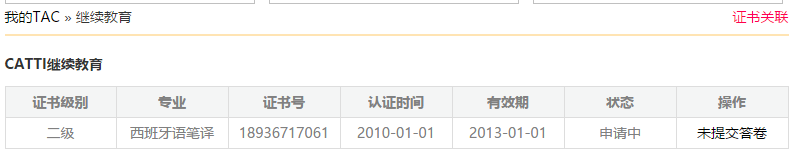 我的TAC » 继续教育 证书关联
CATTI继续教育
证书级别 专业 证书号 认证时间 有效期 状态 操作
二级 西班牙语笔译 18936717061 2010-01-01 2013-01-01 申请中 未提交答卷